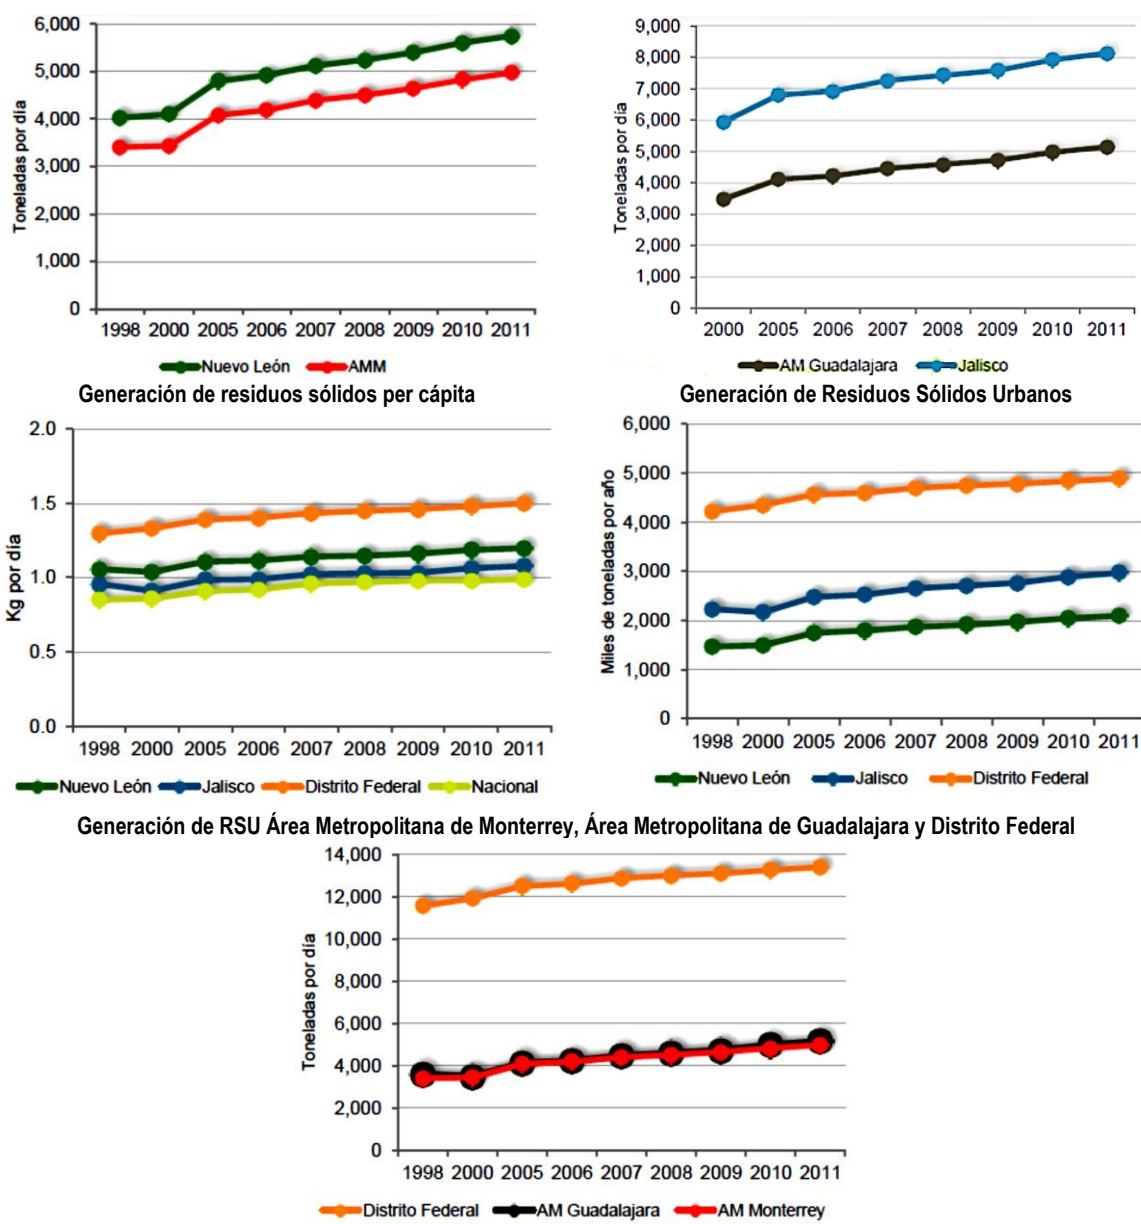 6,000
5,000
4,000
3,000
2,000
1,000
0
Toneladas por día
1998 2000 2005 2006 2007 2008 2009 2010 2011
Nuevo León AMM
9,000
8,000
7,000
6,000
5,000
4,000
3,000
2,000
1,000
0
Toneladas por dia
2000 2005 2006 2007 2008 2009 2010 2011
AM Guadalajara Jalisco
Generación de residuos sólidos per cápita
2.0
1.5
1.0
0.5
0.0
Kg por día
1998 2000 2005 2006 2007 2008 2009 2010 2011
Nuevo León Jalisco Distrito Federal Nacional
Generación de Residuos Sólidos Urbanos
6,000
5,000
4,000
3,000
2,000
1,000
0
Miles de toneladas por año
1998 2000 2005 2006 2007 2008 2009 2010 2011
Nuevo León Jalisco Distrito Federal
Generación de RSU Área Metropolitana de Monterrey, Área Metropolitana de Guadalajara y Distrito Federal
14,000
12,000
10,000
8,000
6,000
4,000
2,000
0
Toneladas por día
1998 2000 2005 2006 2007 2008 2009 2010 2011
Distrito Federal AM Guadalajara AM Monterrey